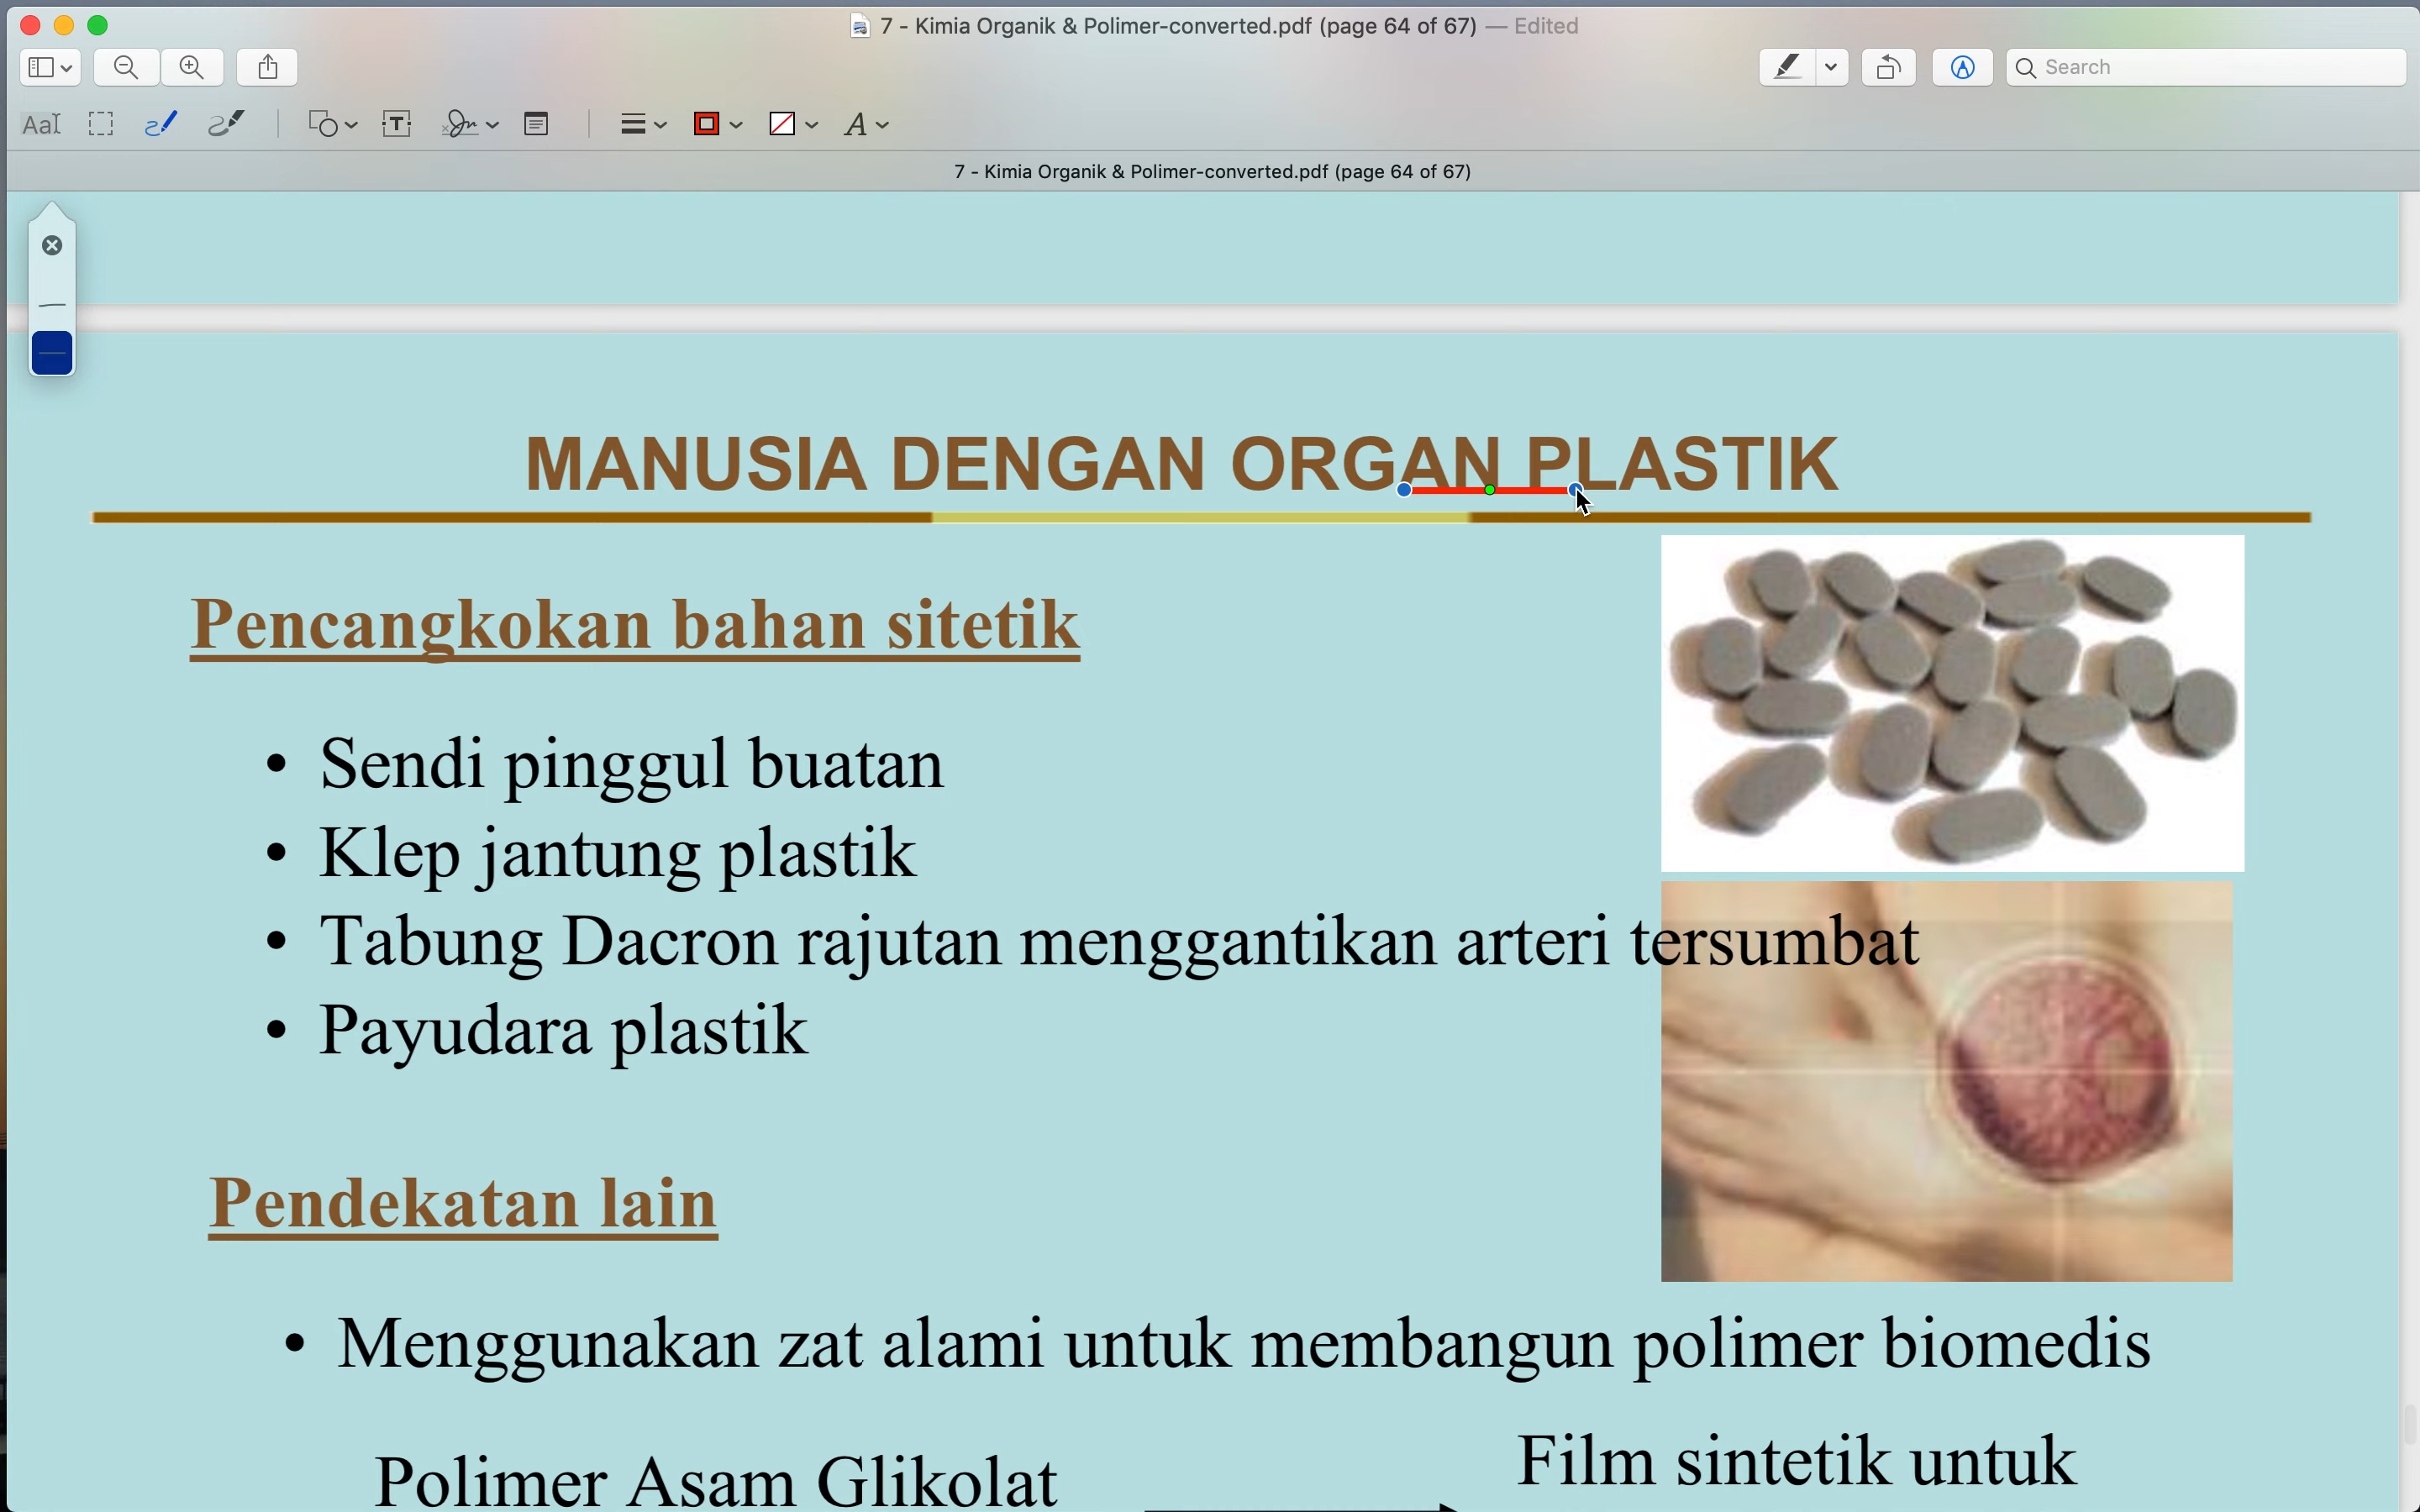 7 - Kimia Organik & Polimer-converted.pdf (page 64 of 67) — Edited
Search
AaI
T
A
7 - Kimia Organik & Polimer-converted.pdf (page 64 of 67)
MANUSIA DENGAN ORGAN PLASTIK
Pencangkokan bahan sitetik
• Sendi pinggul buatan
• Klep jantung plastik
• Tabung Dacron rajutan menggantikan arteri tersumbat
• Payudara plastik
Pendekatan lain
• Menggunakan zat alami untuk membangun polimer biomedis
Film sintetik untuk
Polimer Asam Glikolat